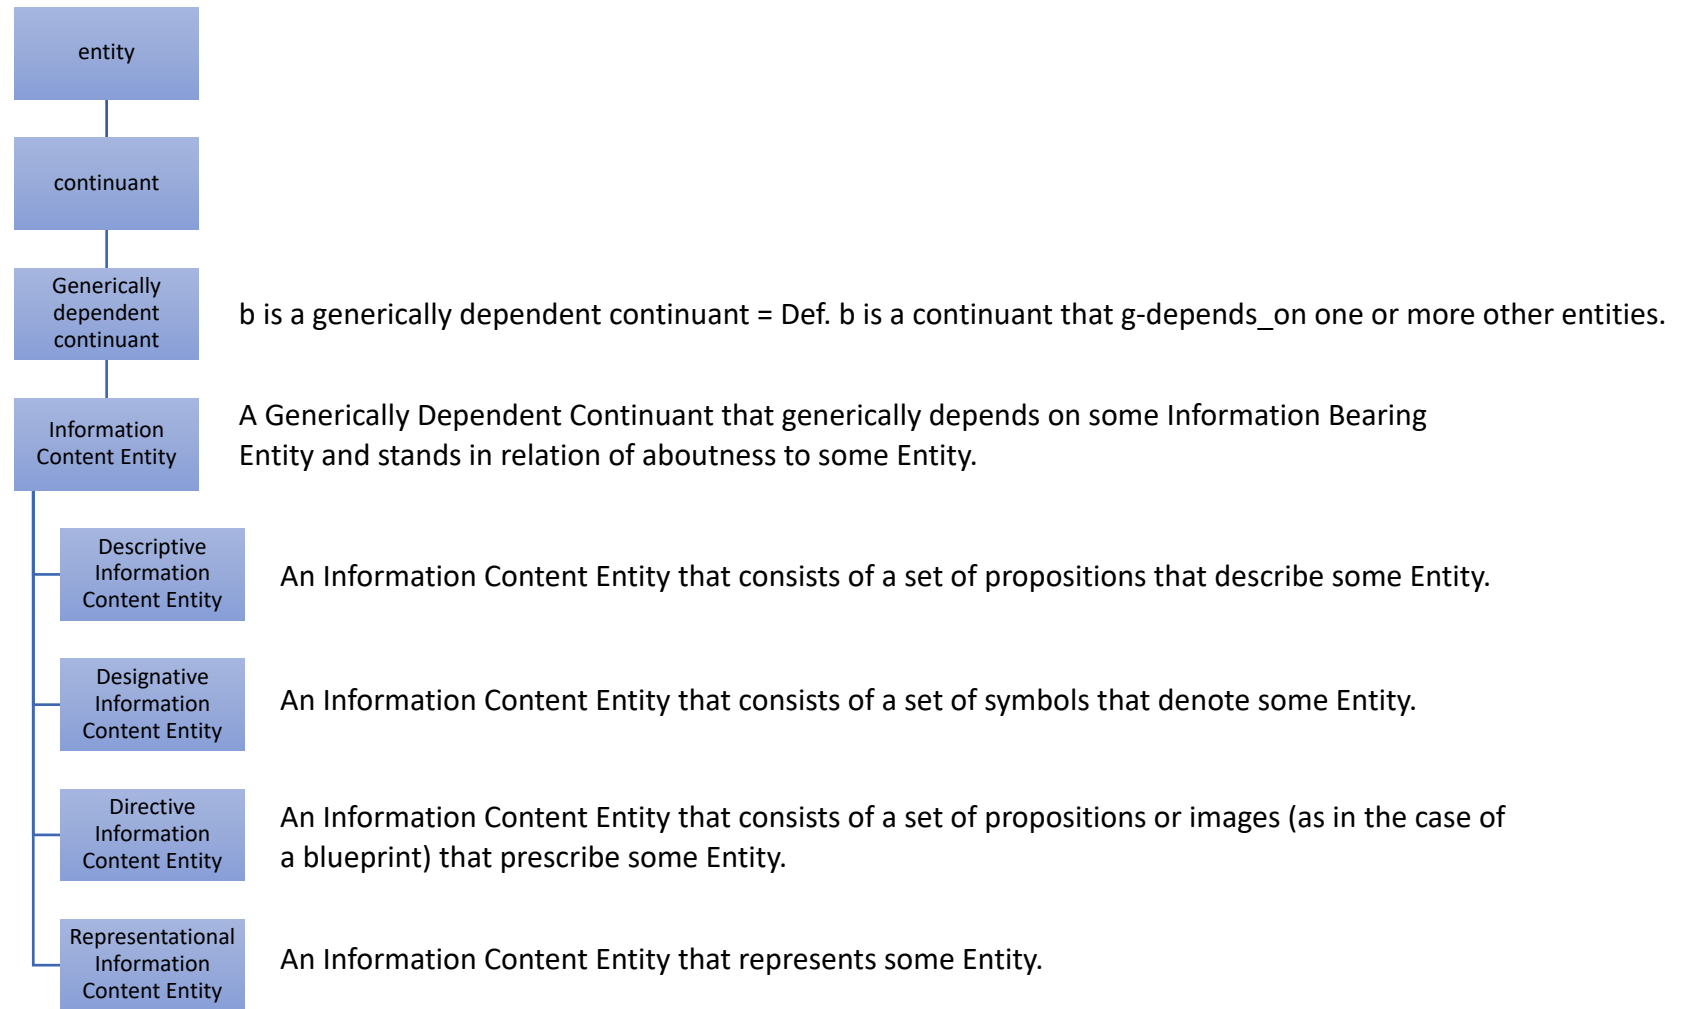 entity
continuant
Generically
dependent
continuant
b is a generically dependent continuant = Def. b is a continuant that g-depends_on one or more other entities.
Information
Content Entity
A Generically Dependent Continuant that generically depends on some Information Bearing
Entity and stands in relation of aboutness to some Entity.
Descriptive
Information
Content Entity
An Information Content Entity that consists of a set of propositions that describe some Entity.
Designative
Information
Content Entity
An Information Content Entity that consists of a set of symbols that denote some Entity.
Directive
Information
Content Entity
An Information Content Entity that consists of a set of propositions or images (as in the case of
a blueprint) that prescribe some Entity.
Representational
Information
Content Entity
An Information Content Entity that represents some Entity.